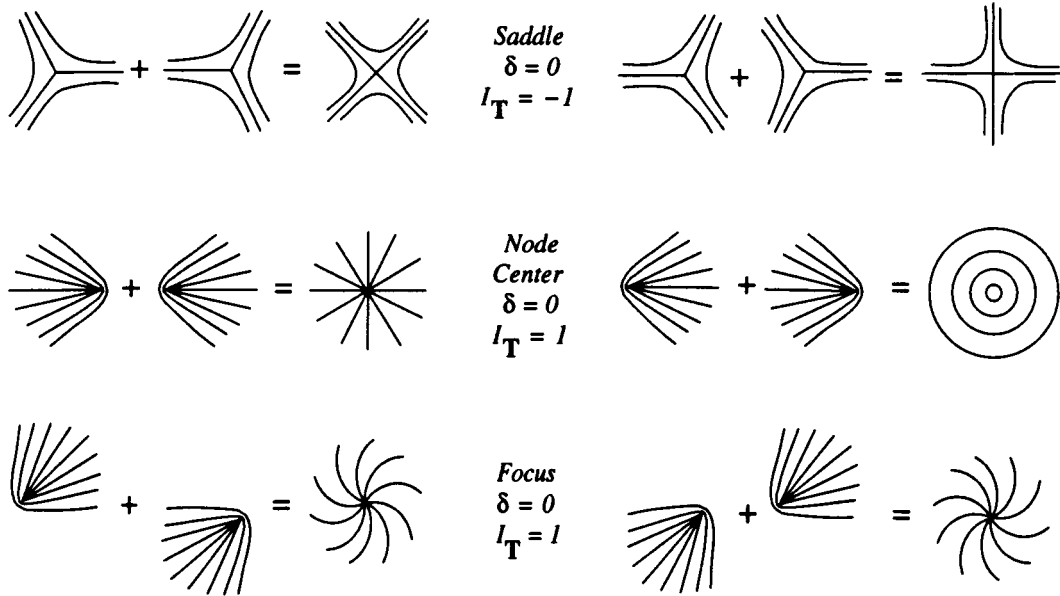 + =
Saddle
δ = 0
I_T = -1
+ =
+ =
Node
Center
δ = 0
I_T = 1
+ =
+ =
Focus
δ = 0
I_T = 1
+ =